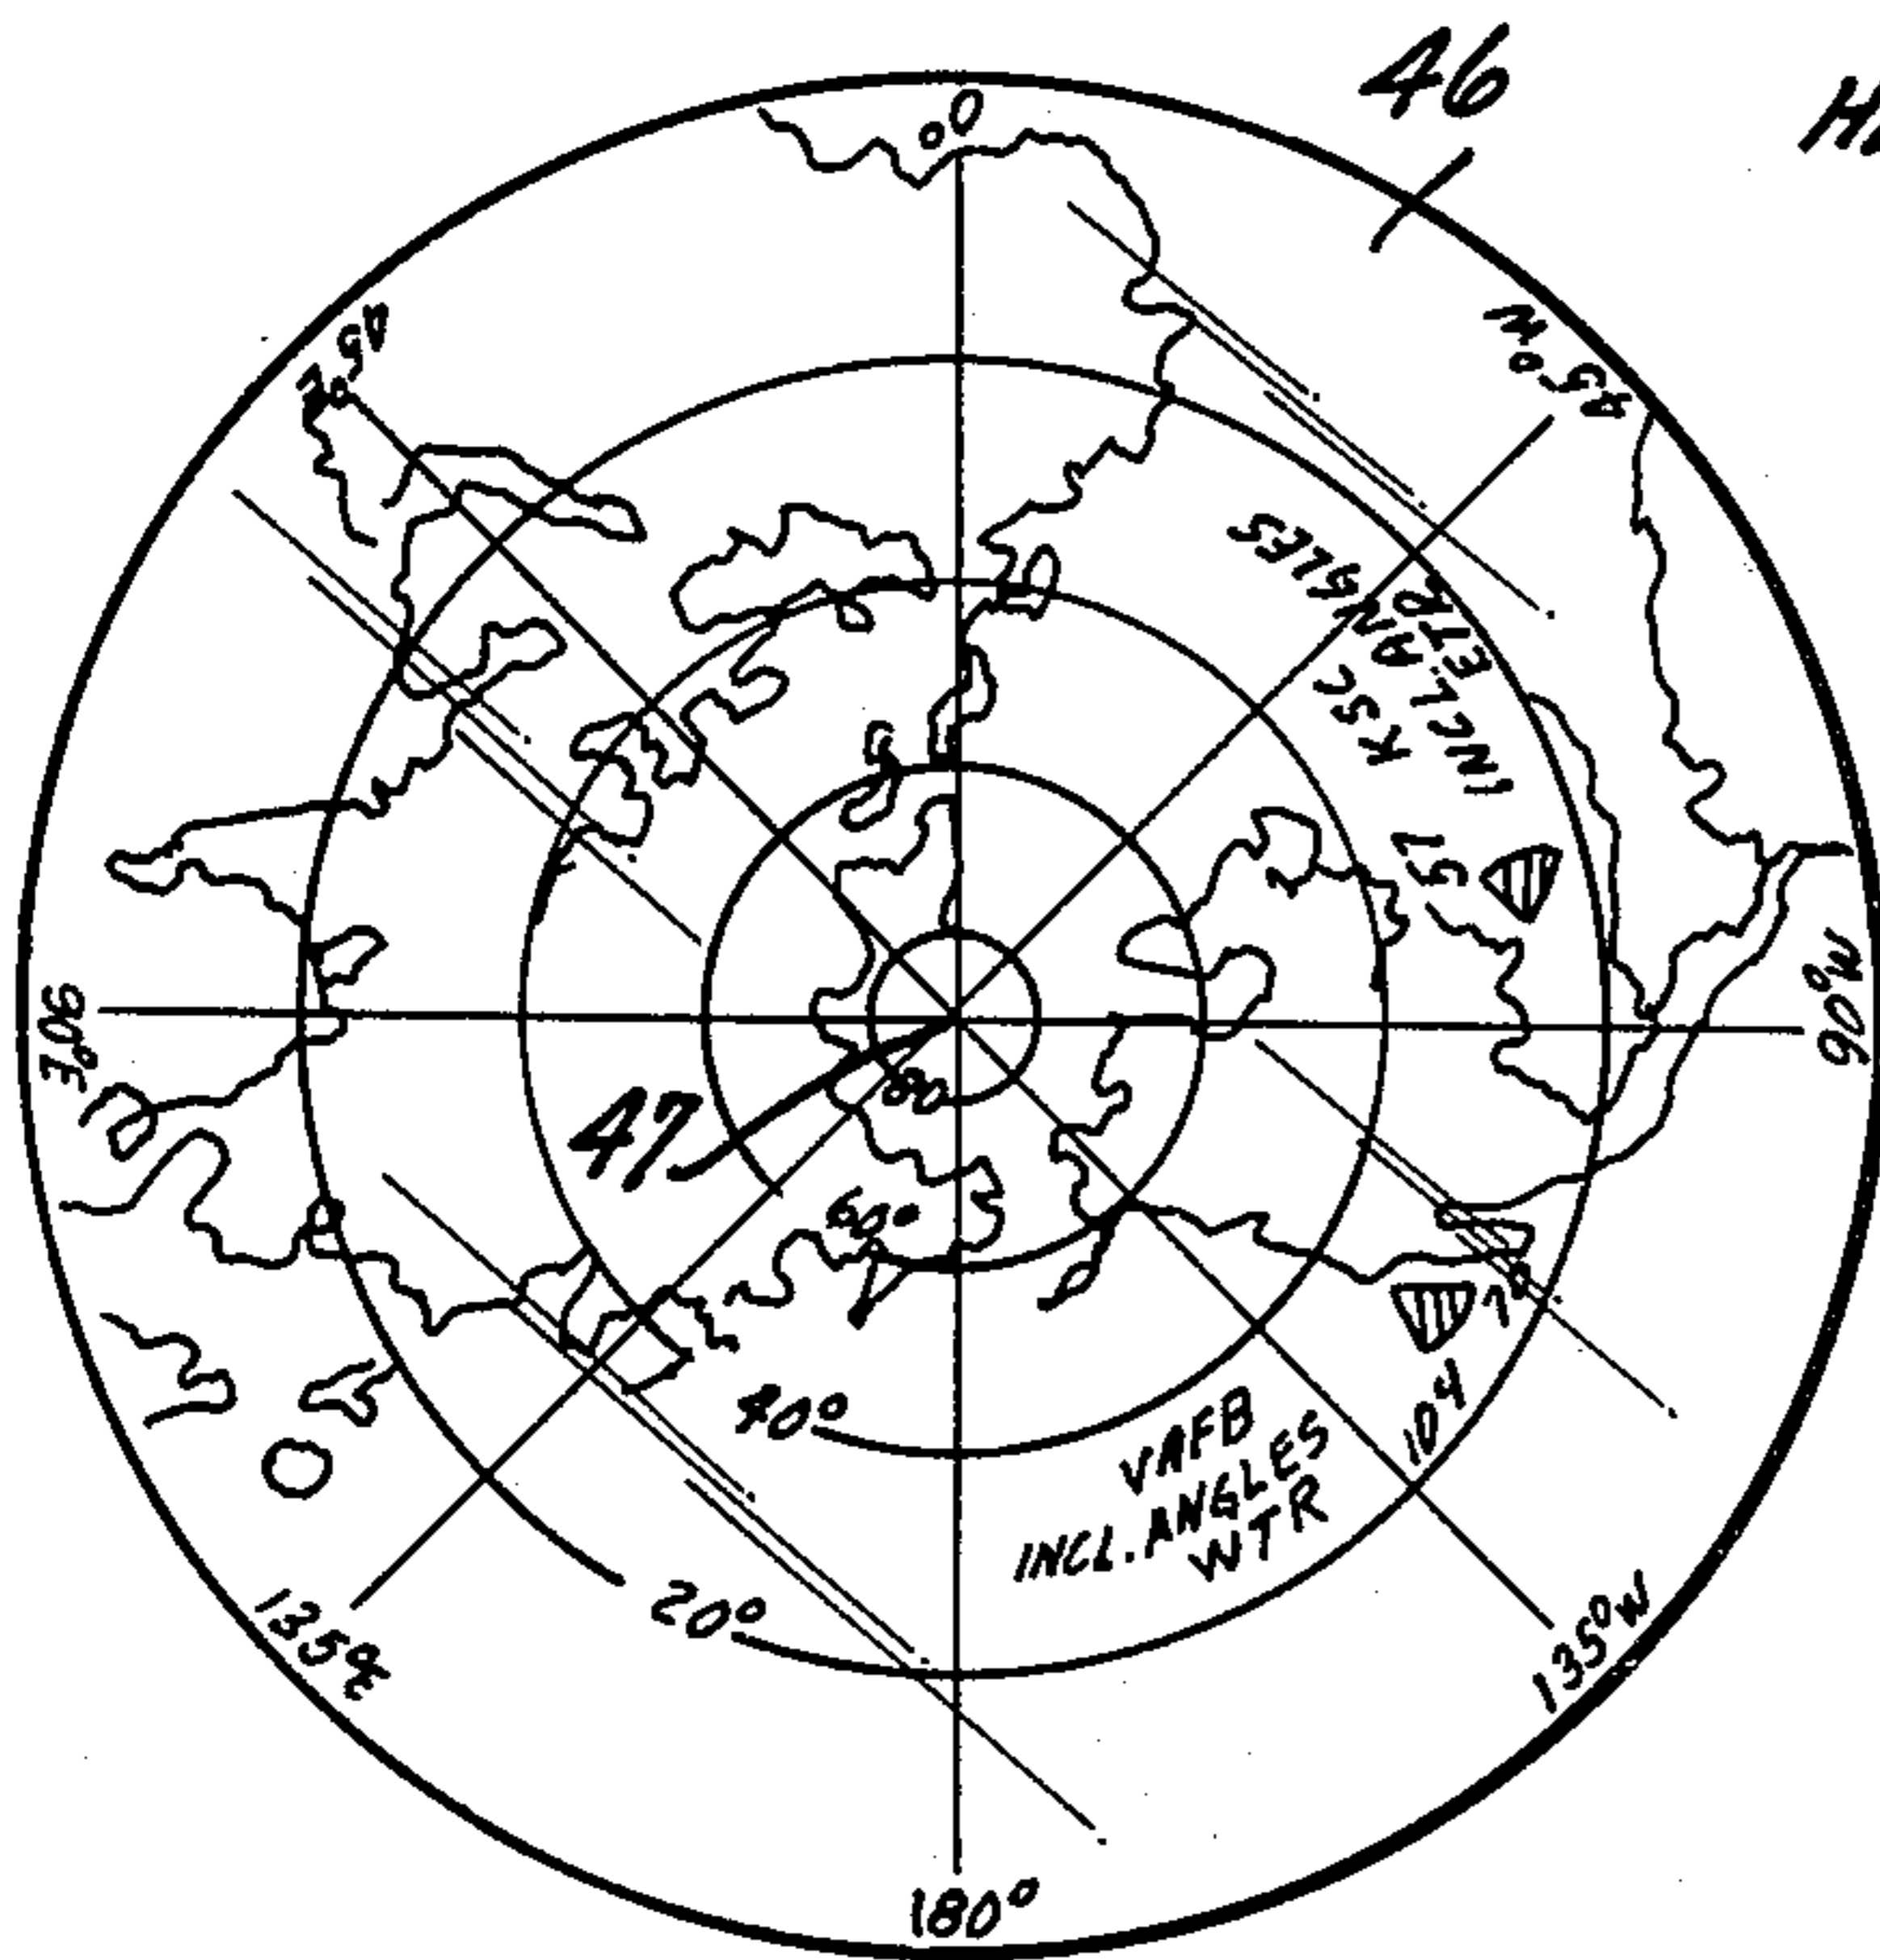 46
0°
45°W
45°E
KSC
INCL. ANGLES
ETR
57
90°E
90°W
47
80
60°
40°
20°
VAFB
INCL. ANGLES
WTR
104
135°E
135°W
180°